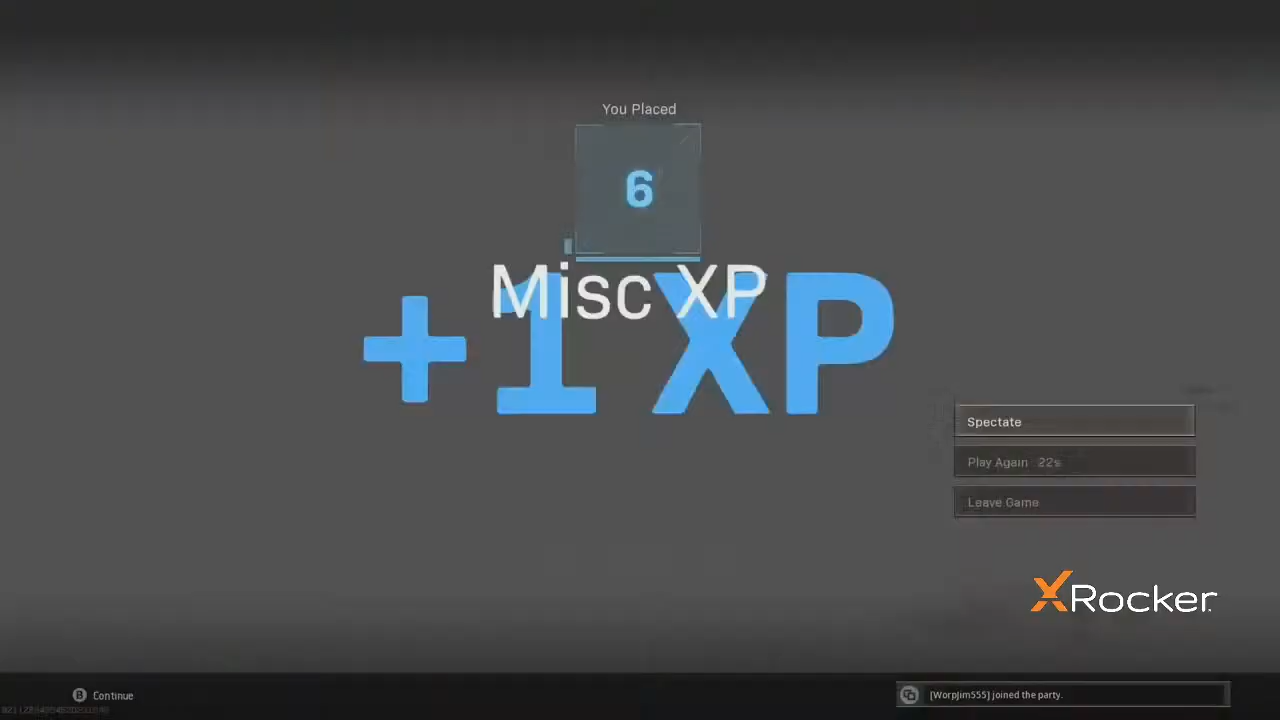 You Placed
6
Misc XP
+1 XP
Spectate
Play Again 22s
Leave Game
XRocker
B Continue
[WorpJim555] joined the party.